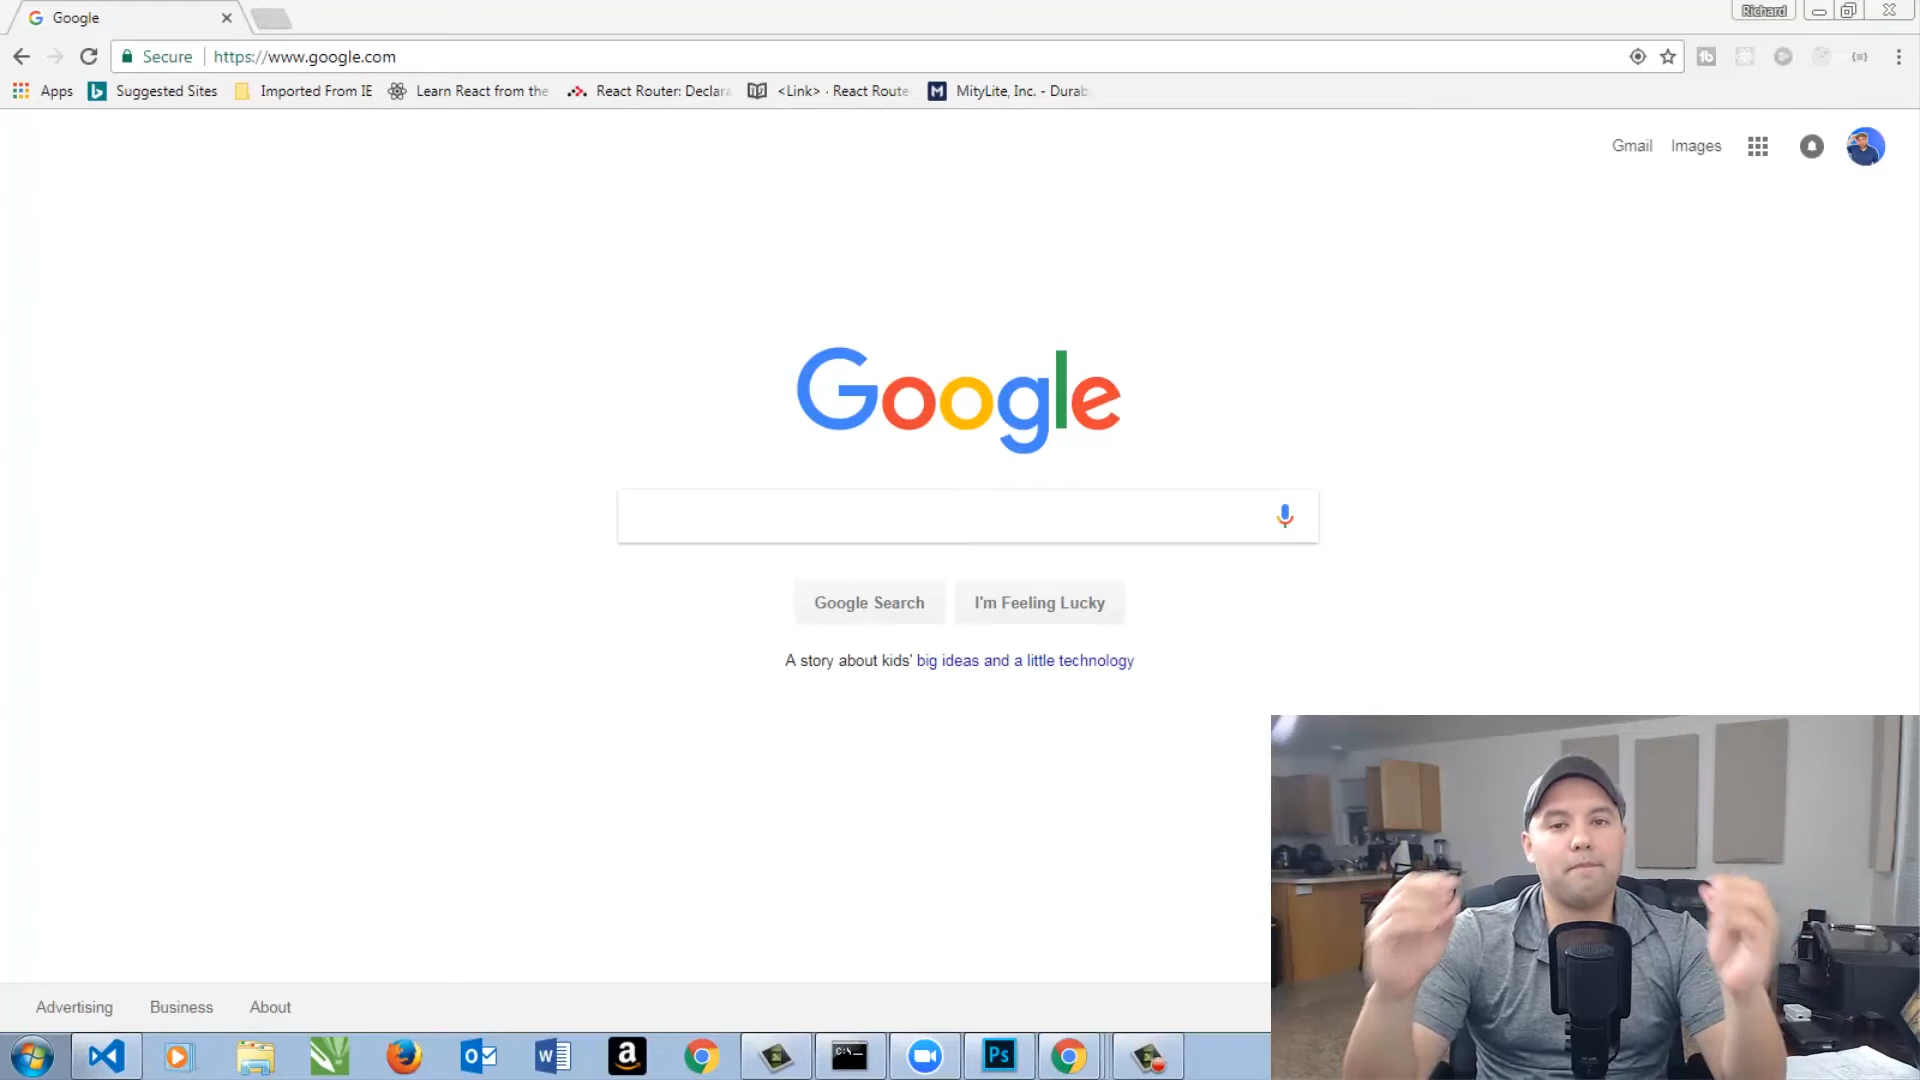 Google
Richard
Secure https://www.google.com
Apps Suggested Sites Imported From IE Learn React from the React Router: Declara <Link> · React Route MityLite, Inc. - Durab
Gmail Images
Google
Google Search I'm Feeling Lucky
A story about kids' big ideas and a little technology
Advertising Business About